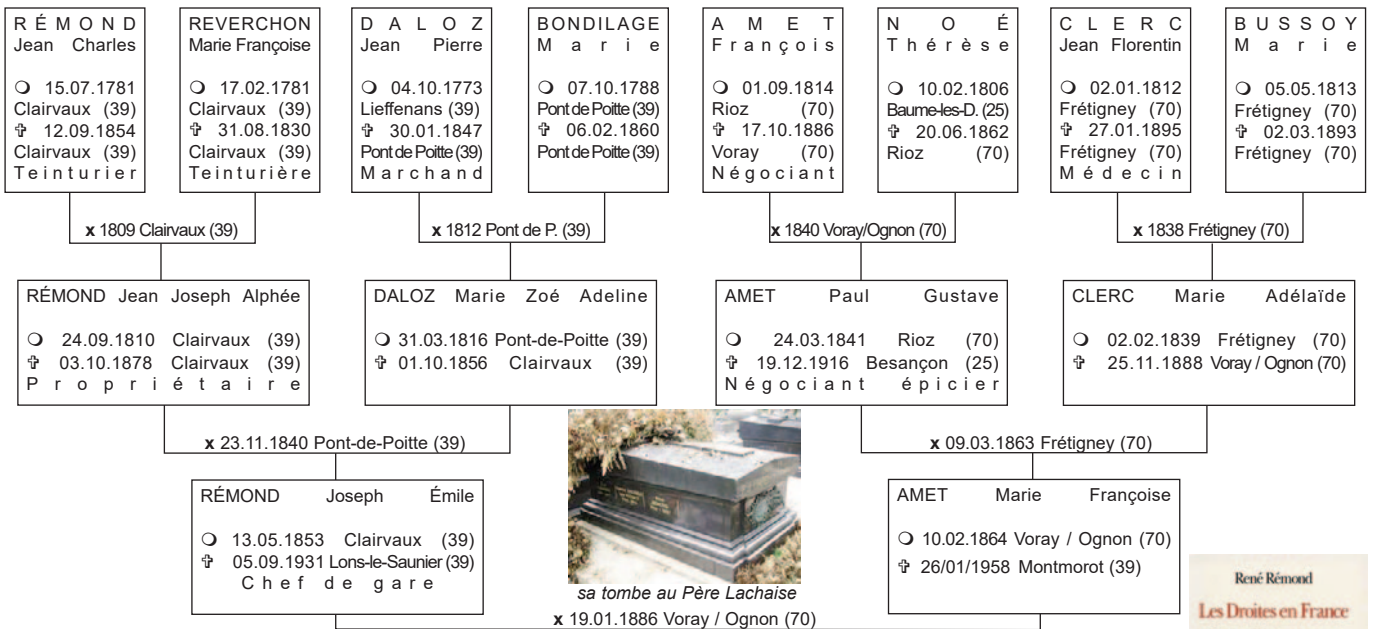 RÉMOND
Jean Charles
15.07.1781
Clairvaux (39)
✞ 12.09.1854
Clairvaux (39)
Teinturier
REVERCHON
Marie Françoise
17.02.1781
Clairvaux (39)
✞ 31.08.1830
Clairvaux (39)
Teinturière
DALOZ
Jean Pierre
04.10.1773
Lieffenans (39)
✞ 30.01.1847
Pont de Poitte (39)
Marchand
BONDILAGE
Marie
07.10.1788
Pont de Poitte (39)
✞ 06.02.1860
Pont de Poitte (39)
AMET
François
01.09.1814
Rioz (70)
✞ 17.10.1886
Voray (70)
Négociant
NOÉ
Thérèse
10.02.1806
Baume-les-D. (25)
✞ 20.06.1862
Rioz (70)
CLERC
Jean Florentin
02.01.1812
Frétigney (70)
✞ 27.01.1895
Frétigney (70)
Médecin
BUSSOY
Marie
05.05.1813
Frétigney (70)
✞ 02.03.1893
Frétigney (70)
x 1809 Clairvaux (39)
x 1812 Pont de P. (39)
x 1840 Voray/Ognon (70)
x 1838 Frétigney (70)
RÉMOND Jean Joseph Alphée
24.09.1810 Clairvaux (39)
✞ 03.10.1878 Clairvaux (39)
Propriétaire
DALOZ Marie Zoé Adeline
31.03.1816 Pont-de-Poitte (39)
✞ 01.10.1856 Clairvaux (39)
AMET Paul Gustave
24.03.1841 Rioz (70)
✞ 19.12.1916 Besançon (25)
Négociant épicier
CLERC Marie Adélaïde
02.02.1839 Frétigney (70)
✞ 25.11.1888 Voray / Ognon (70)
x 23.11.1840 Pont-de-Poitte (39)
x 09.03.1863 Frétigney (70)
RÉMOND Joseph Émile
13.05.1853 Clairvaux (39)
✞ 05.09.1931 Lons-le-Saunier (39)
Chef de gare
sa tombe au Père Lachaise
AMET Marie Françoise
10.02.1864 Voray / Ognon (70)
✞ 26/01/1958 Montmorot (39)
x 19.01.1886 Voray / Ognon (70)
René Rémond
Les Droites en France